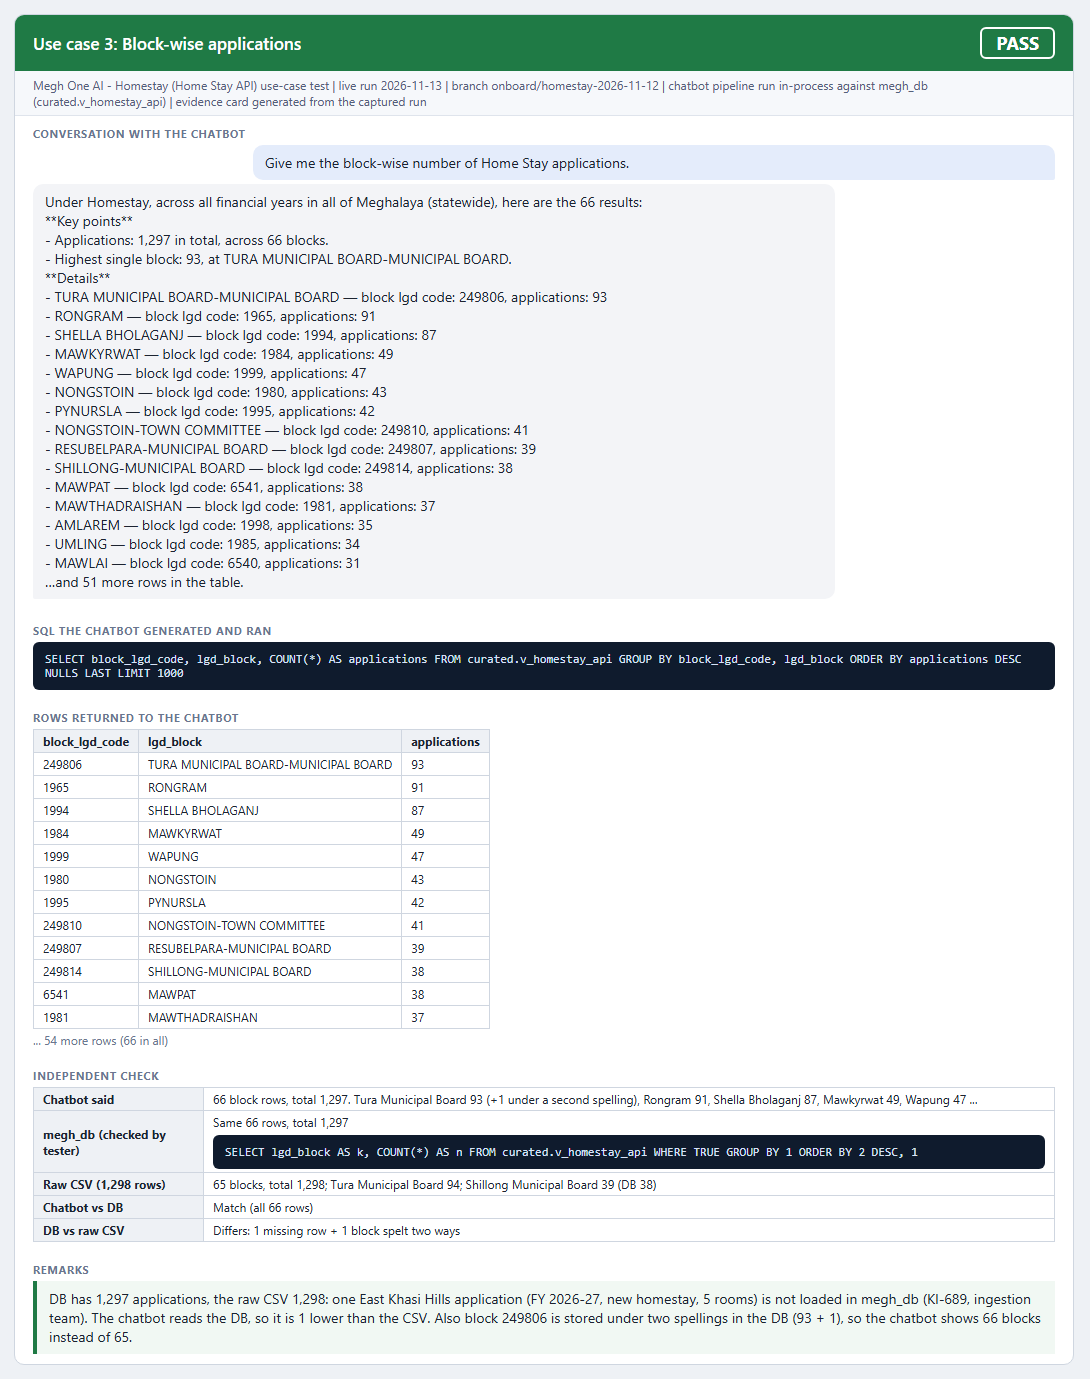 Use case 3: Block-wise applications
PASS
Megh One AI - Homestay (Home Stay API) use-case test | live run 2026-11-13 | branch onboard/homestay-2026-11-12 | chatbot pipeline run in-process against megh_db
(curated.v_homestay_api) | evidence card generated from the captured run
CONVERSATION WITH THE CHATBOT
Give me the block-wise number of Home Stay applications.
Under Homestay, across all financial years in all of Meghalaya (statewide), here are the 66 results:
**Key points**
- Applications: 1,297 in total, across 66 blocks.
- Highest single block: 93, at TURA MUNICIPAL BOARD-MUNICIPAL BOARD.
**Details**
- TURA MUNICIPAL BOARD-MUNICIPAL BOARD — block lgd code: 249806, applications: 93
- RONGRAM — block lgd code: 1965, applications: 91
- SHELLA BHOLAGANJ — block lgd code: 1994, applications: 87
- MAWKYRWAT — block lgd code: 1984, applications: 49
- WAPUNG — block lgd code: 1999, applications: 47
- NONGSTOIN — block lgd code: 1980, applications: 43
- PYNURSLA — block lgd code: 1995, applications: 42
- NONGSTOIN-TOWN COMMITTEE — block lgd code: 249810, applications: 41
- RESUBELPARA-MUNICIPAL BOARD — block lgd code: 249807, applications: 39
- SHILLONG-MUNICIPAL BOARD — block lgd code: 249814, applications: 38
- MAWPAT — block lgd code: 6541, applications: 38
- MAWTHADRAISHAN — block lgd code: 1981, applications: 37
- AMLAREM — block lgd code: 1998, applications: 35
- UMLING — block lgd code: 1985, applications: 34
- MAWLAI — block lgd code: 6540, applications: 31
...and 51 more rows in the table.
SQL THE CHATBOT GENERATED AND RAN
SELECT block_lgd_code, lgd_block, COUNT(*) AS applications FROM curated.v_homestay_api GROUP BY block_lgd_code, lgd_block ORDER BY applications DESC
NULLS LAST LIMIT 1000
ROWS RETURNED TO THE CHATBOT
block_lgd_code lgd_block applications
249806 TURA MUNICIPAL BOARD-MUNICIPAL BOARD 93
1965 RONGRAM 91
1994 SHELLA BHOLAGANJ 87
1984 MAWKYRWAT 49
1999 WAPUNG 47
1980 NONGSTOIN 43
1995 PYNURSLA 42
249810 NONGSTOIN-TOWN COMMITTEE 41
249807 RESUBELPARA-MUNICIPAL BOARD 39
249814 SHILLONG-MUNICIPAL BOARD 38
6541 MAWPAT 38
1981 MAWTHADRAISHAN 37
... 54 more rows (66 in all)
INDEPENDENT CHECK
Chatbot said 66 block rows, total 1,297. Tura Municipal Board 93 (+1 under a second spelling), Rongram 91, Shella Bholaganj 87, Mawkyrwat 49, Wapung 47 ...
megh_db (checked by
tester)
Same 66 rows, total 1,297
SELECT lgd_block AS k, COUNT(*) AS n FROM curated.v_homestay_api WHERE TRUE GROUP BY 1 ORDER BY 2 DESC, 1
Raw CSV (1,298 rows) 65 blocks, total 1,298; Tura Municipal Board 94; Shillong Municipal Board 39 (DB 38)
Chatbot vs DB Match (all 66 rows)
DB vs raw CSV Differs: 1 missing row + 1 block spelt two ways
REMARKS
DB has 1,297 applications, the raw CSV 1,298: one East Khasi Hills application (FY 2026-27, new homestay, 5 rooms) is not loaded in megh_db (KI-689, ingestion
team). The chatbot reads the DB, so it is 1 lower than the CSV. Also block 249806 is stored under two spellings in the DB (93 + 1), so the chatbot shows 66 blocks
instead of 65.